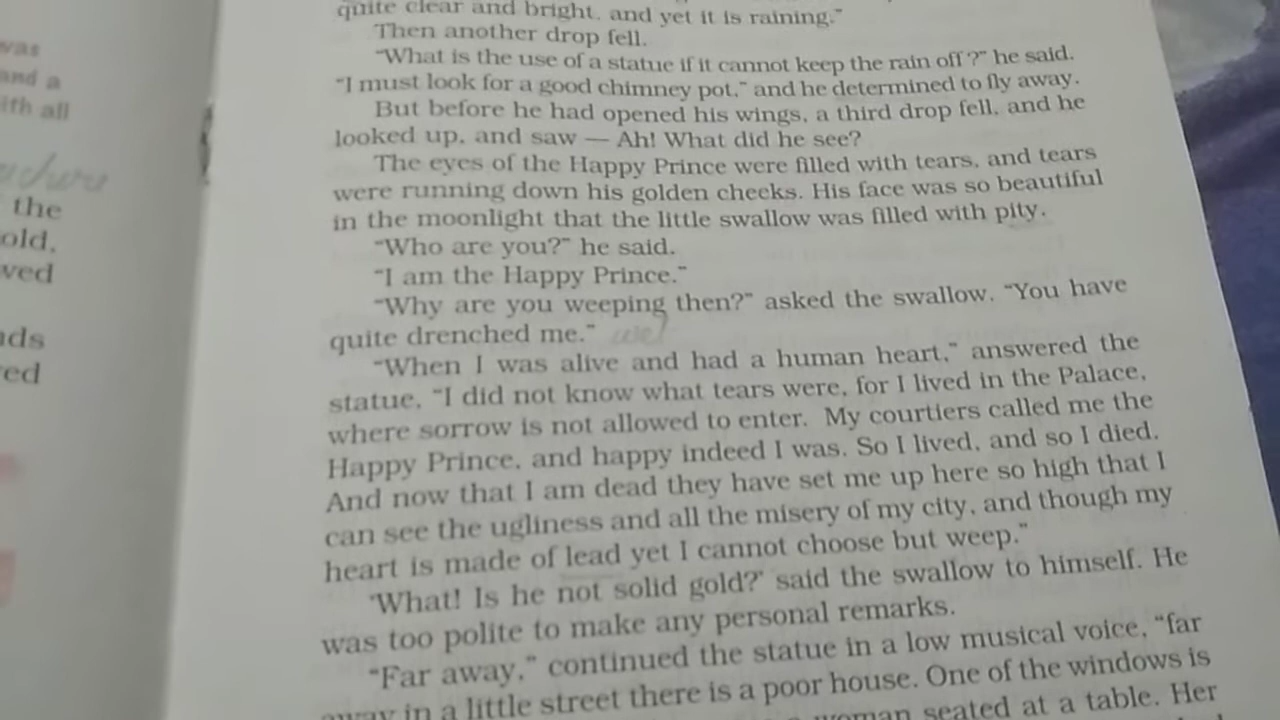 was
and a
ith all
the
old,
wed
nds
red
quite clear and bright, and yet it is raining.”
Then another drop fell.
“What is the use of a statue if it cannot keep the rain off?” he said.
“I must look for a good chimney pot,” and he determined to fly away.
But before he had opened his wings, a third drop fell, and he
looked up, and saw — Ah! What did he see?
The eyes of the Happy Prince were filled with tears, and tears
were running down his golden cheeks. His face was so beautiful
in the moonlight that the little swallow was filled with pity.
“Who are you?” he said.
“I am the Happy Prince.”
“Why are you weeping then?” asked the swallow. “You have
quite drenched me.” wet
“When I was alive and had a human heart,” answered the
statue, “I did not know what tears were, for I lived in the Palace,
where sorrow is not allowed to enter. My courtiers called me the
Happy Prince, and happy indeed I was. So I lived, and so I died.
And now that I am dead they have set me up here so high that I
can see the ugliness and all the misery of my city, and though my
heart is made of lead yet I cannot choose but weep.”
‘What! Is he not solid gold?’ said the swallow to himself. He
was too polite to make any personal remarks.
“Far away,” continued the statue in a low musical voice, “far
away in a little street there is a poor house. One of the windows is
woman seated at a table. Her